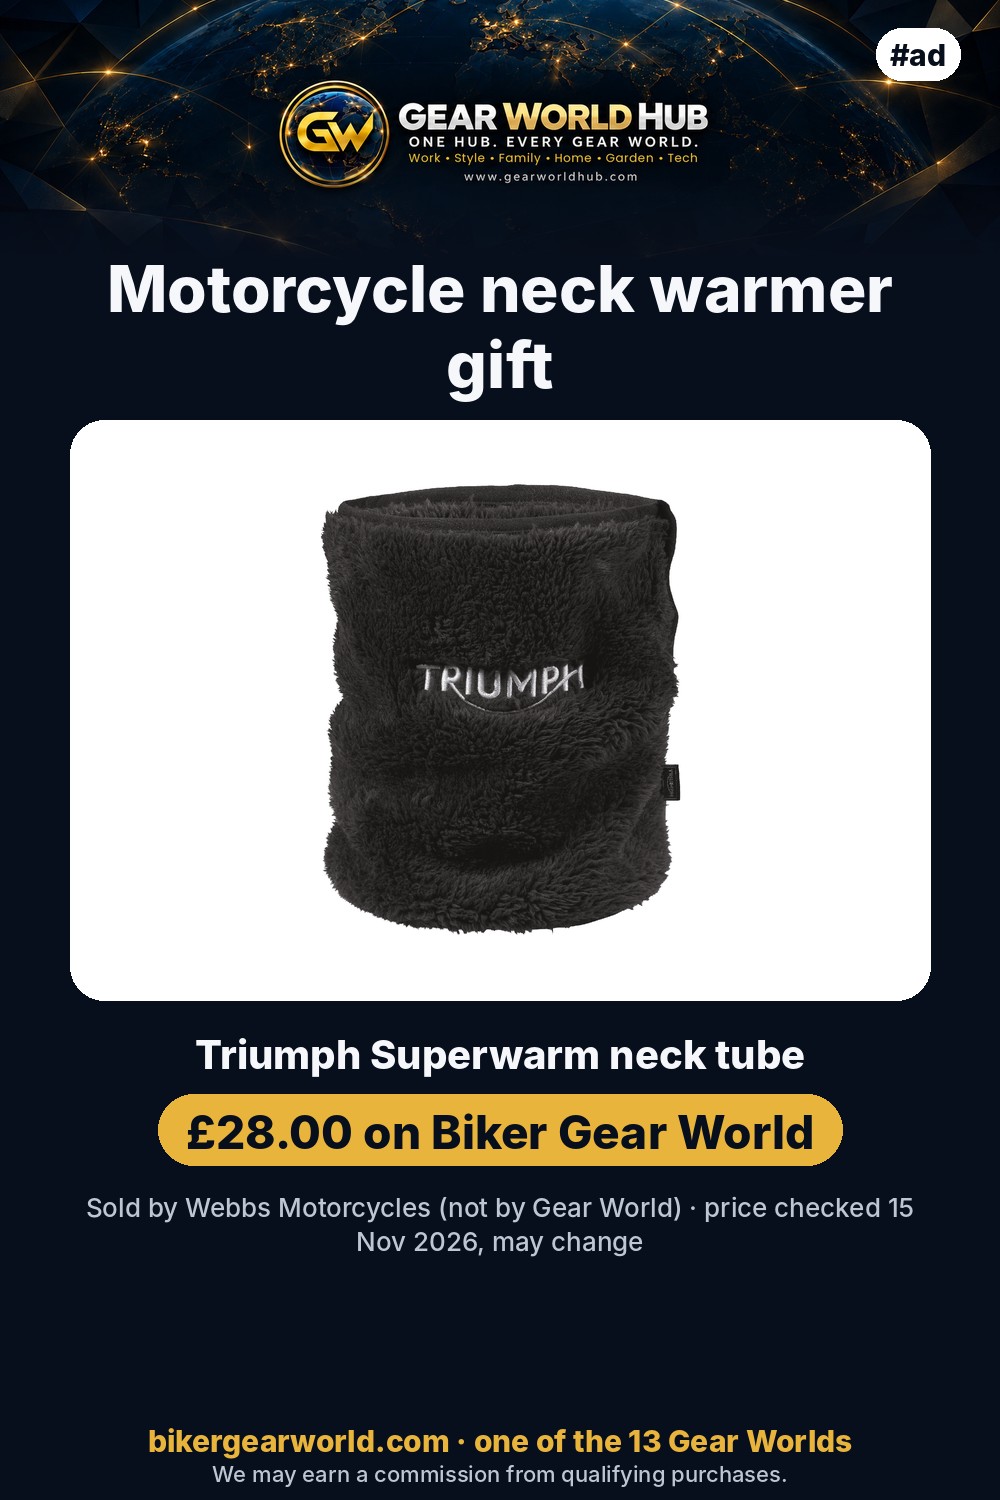 #ad
GW
GEAR WORLD HUB
ONE HUB. EVERY GEAR WORLD.
Work • Style • Family • Home • Garden • Tech
www.gearworldhub.com
Motorcycle neck warmer
gift
TRIUMPH
Triumph Superwarm neck tube
£28.00 on Biker Gear World
Sold by Webbs Motorcycles (not by Gear World) · price checked 15
Nov 2026, may change
bikergearworld.com · one of the 13 Gear Worlds
We may earn a commission from qualifying purchases.